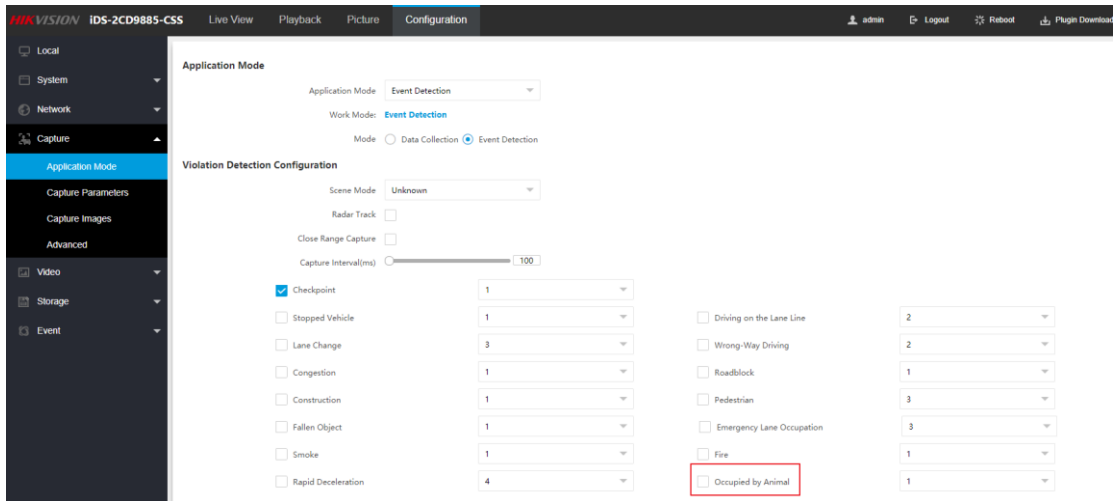 HIKVISION iDS-2CD9885-CSS Live View Playback Picture Configuration admin Logout Reboot Plugin Download
Local
System
Network
Capture
Application Mode
Capture Parameters
Capture Images
Advanced
Video
Storage
Event
Application Mode
Application Mode Event Detection
Work Mode: Event Detection
Mode Data Collection Event Detection
Violation Detection Configuration
Scene Mode Unknown
Radar Track
Close Range Capture
Capture Interval(ms) 100
Checkpoint 1
Stopped Vehicle 1 Driving on the Lane Line 2
Lane Change 3 Wrong-Way Driving 2
Congestion 1 Roadblock 1
Construction 1 Pedestrian 3
Fallen Object 1 Emergency Lane Occupation 3
Smoke 1 Fire 1
Rapid Deceleration 4 Occupied by Animal 1